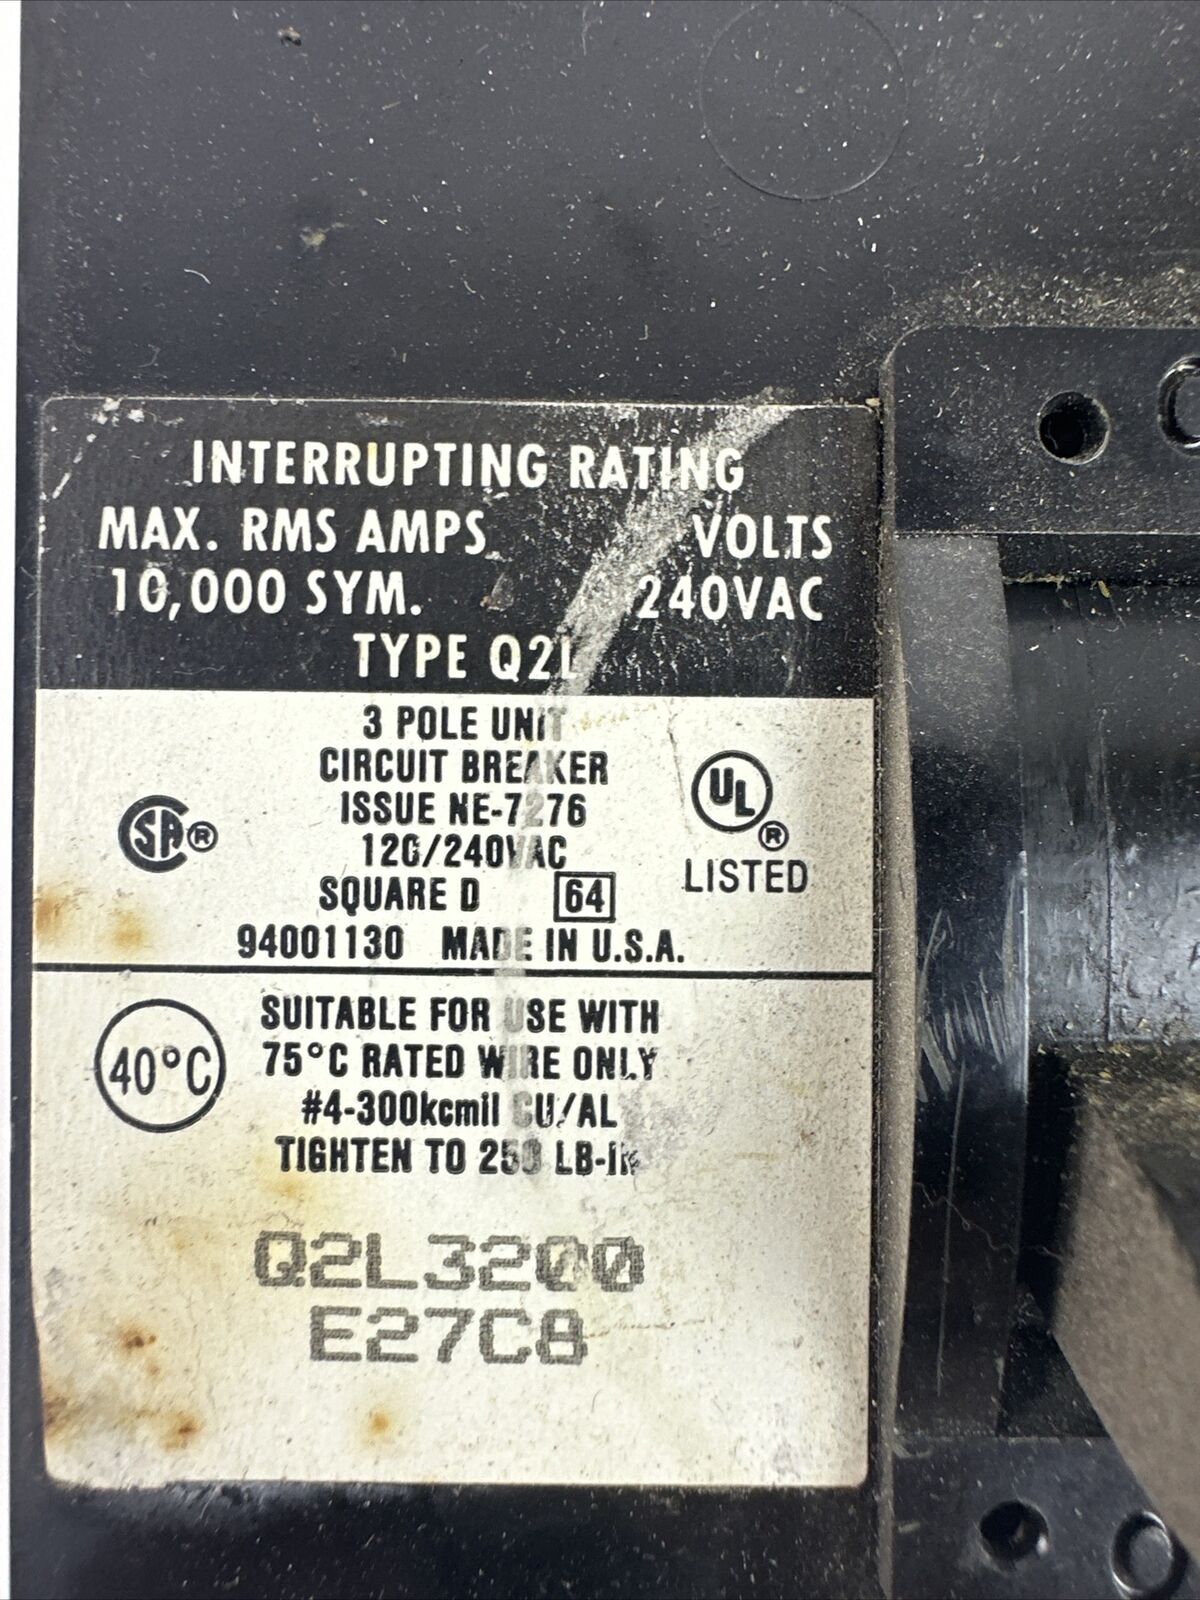 INTERRUPTING RATING
MAX. RMS AMPS VOLTS
10,000 SYM. 240VAC
TYPE Q2L
3 POLE UNIT
CIRCUIT BREAKER
ISSUE NE-7276
120/240VAC
SQUARE D 64
94001130 MADE IN U.S.A.
SA®
UL®
LISTED
40°C
SUITABLE FOR USE WITH
75°C RATED WIRE ONLY
#4-300kcmil CU/AL
TIGHTEN TO 250 LB-IN
Q2L3200
E27C8